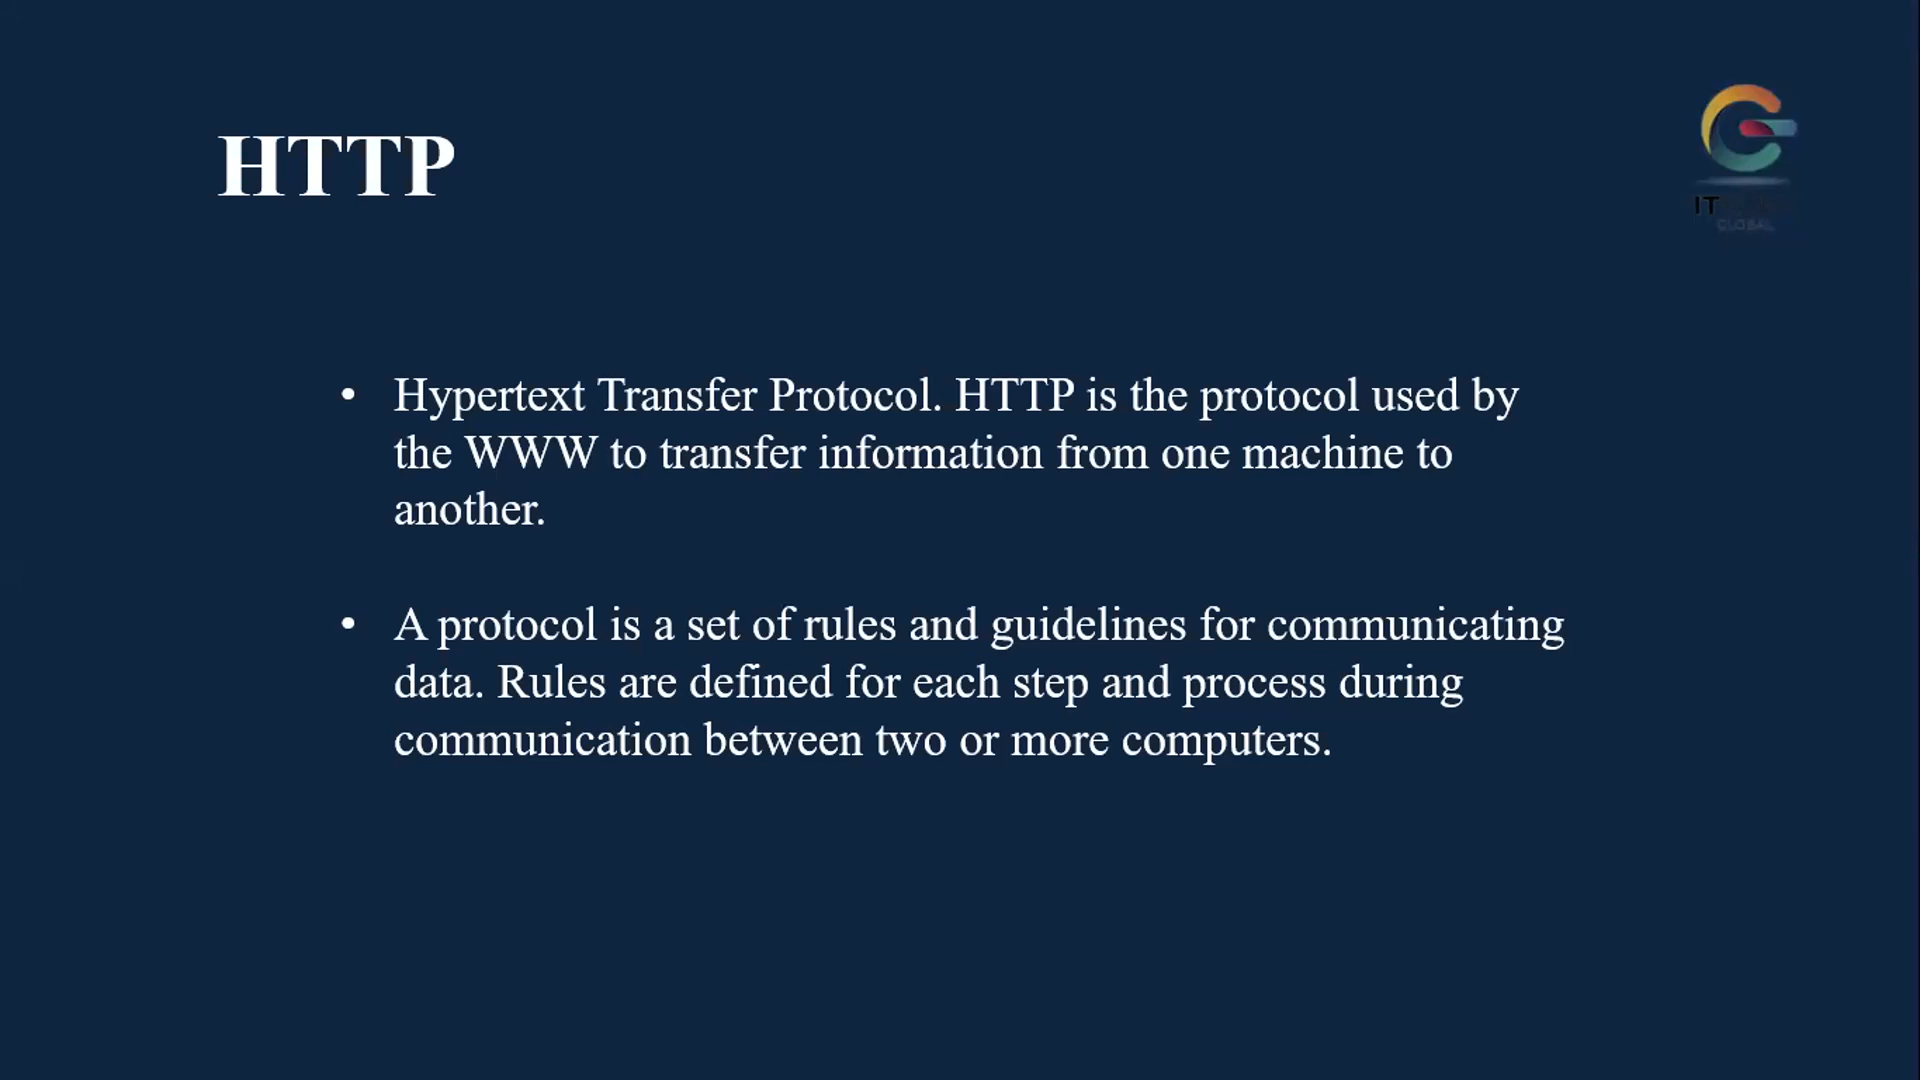 HTTP
IT
GLOBAL
• Hypertext Transfer Protocol. HTTP is the protocol used by
the WWW to transfer information from one machine to
another.
• A protocol is a set of rules and guidelines for communicating
data. Rules are defined for each step and process during
communication between two or more computers.